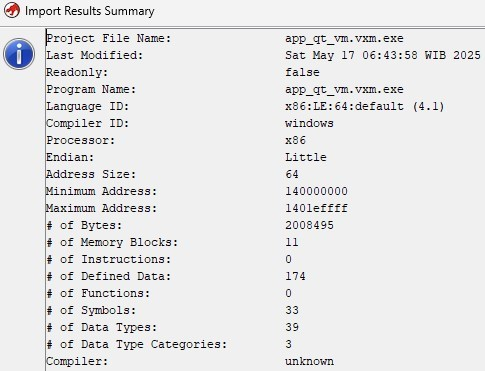 Import Results Summary
Project File Name: app_qt_vm.vxm.exe
Last Modified: Sat May 17 06:43:58 WIB 2025
Readonly: false
Program Name: app_qt_vm.vxm.exe
Language ID: x86:LE:64:default (4.1)
Compiler ID: windows
Processor: x86
Endian: Little
Address Size: 64
Minimum Address: 140000000
Maximum Address: 1401effff
# of Bytes: 2008495
# of Memory Blocks: 11
# of Instructions: 0
# of Defined Data: 174
# of Functions: 0
# of Symbols: 33
# of Data Types: 39
# of Data Type Categories: 3
Compiler: unknown